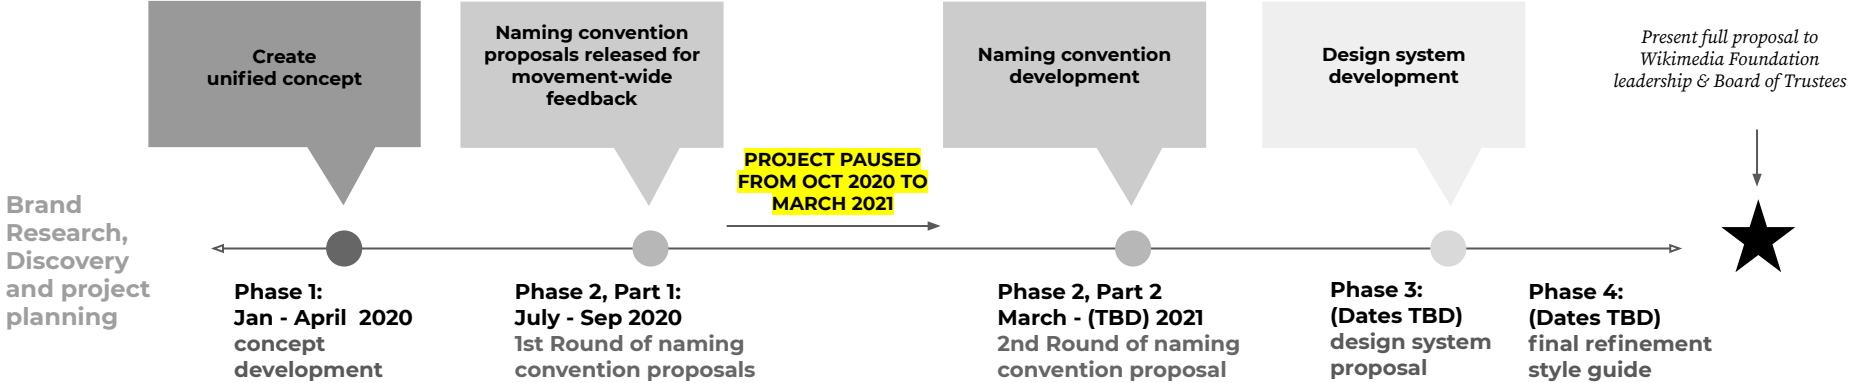 Create
unified concept
Naming convention
proposals released for
movement-wide
feedback
Naming convention
development
Design system
development
Present full proposal to
Wikimedia Foundation
leadership & Board of Trustees
PROJECT PAUSED
FROM OCT 2020 TO
MARCH 2021
Brand
Research,
Discovery
and project
planning
Phase 1:
Jan - April 2020
concept
development
Phase 2, Part 1:
July - Sep 2020
1st Round of naming
convention proposals
Phase 2, Part 2
March - (TBD) 2021
2nd Round of naming
convention proposal
Phase 3:
(Dates TBD)
design system
proposal
Phase 4:
(Dates TBD)
final refinement
style guide